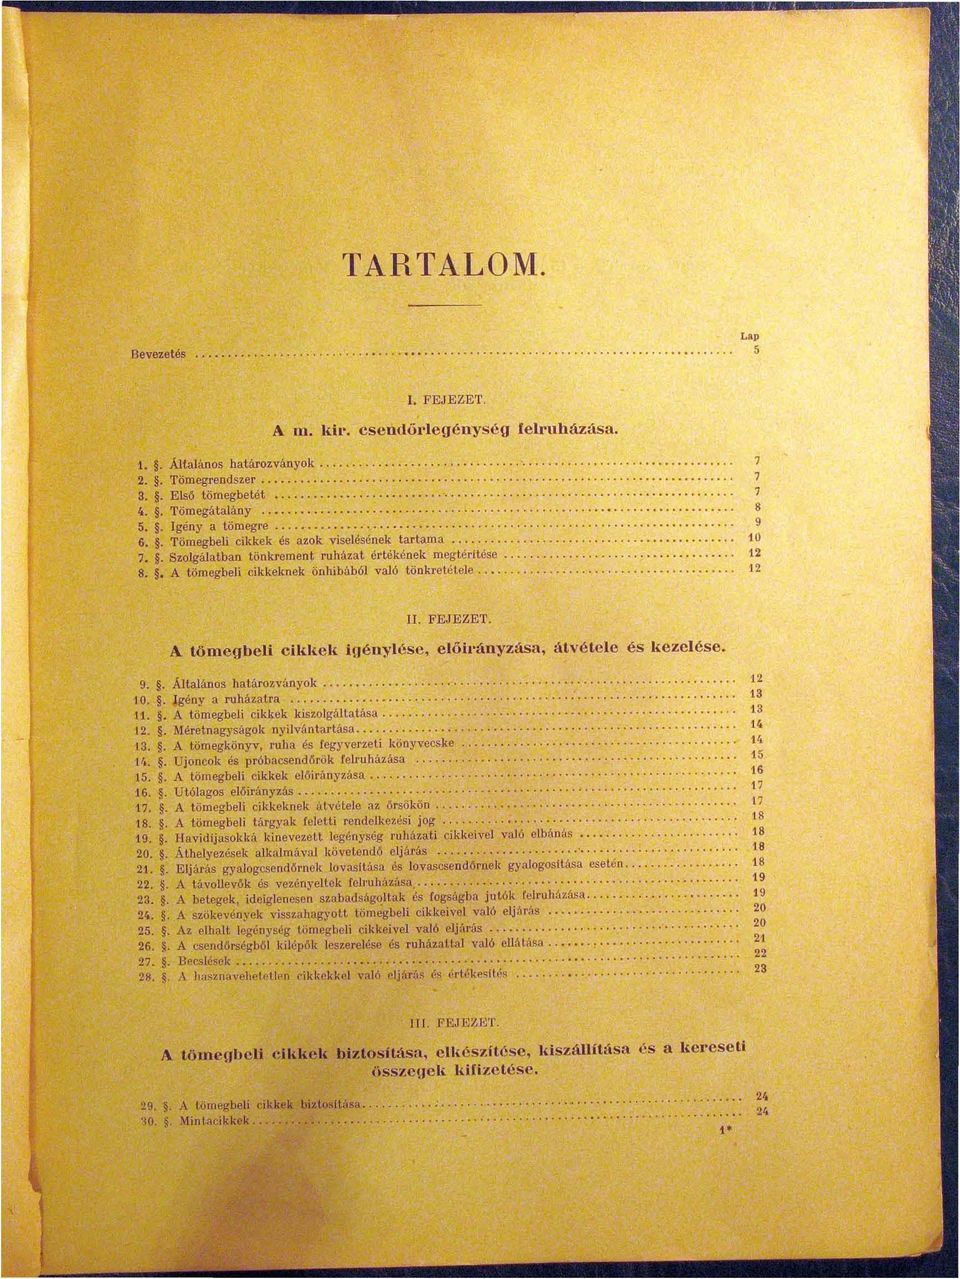 TARTALOM.
Lap
Bevezetés ........ 5
I. FEJEZET.
A m. kir. csendőrlegénység felruházása.
1. §. Általános határozványok ........ 7
2. §. Tömegrendszer ........ 7
3. §. Első tömegbetét ........ 7
4. §. Tömegátalány ........ 8
5. §. Igény a tömegre ........ 9
6. §. Tömegbeli cikkek és azok viselésének tartama ........ 10
7. §. Szolgálatban tönkrement ruházat értékének megtérítése ........ 12
8. §. A tömegbeli cikkeknek önhibából való tönkretétele ........ 12
II. FEJEZET.
A tömegbeli cikkek igénylése, előirányzása, átvétele és kezelése.
9. §. Általános határozványok ........ 12
10. §. Igény a ruházatra ........ 13
11. §. A tömegbeli cikkek kiszolgáltatása ........ 13
12. §. Méretnagyságok nyilvántartása ........ 14
13. §. A tömegkönyv, ruha és fegyverzeti könyvecske ........ 14
14. §. Ujoncok és próbacsendőrök felruházása ........ 15
15. §. A tömegbeli cikkek előirányzása ........ 16
16. §. Utólagos előirányzás ........ 17
17. §. A tömegbeli cikkeknek átvétele az őrsökön ........ 17
18. §. A tömegbeli tárgyak feletti rendelkezési jog ........ 18
19. §. Havidíjasokká kinevezett legénység ruházati cikkeivel való elbánás ........ 18
20. §. Áthelyezések alkalmával követendő eljárás ........ 18
21. §. Eljárás gyalogcsendőrnek lovasítása és lovascsendőrnek gyalogosítása esetén ........ 18
22. §. A távollevők és vezényeltek felruházása ........ 19
23. §. A betegek, ideiglenesen szabadságoltak és fogságba jutók felruházása ........ 19
24. §. A szökevények visszahagyott tömegbeli cikkeivel való eljárás ........ 20
25. §. Az elhalt legénység tömegbeli cikkeivel való eljárás ........ 20
26. §. A csendőrségből kilépők leszerelése és ruházattal való ellátása ........ 21
27. §. Becslések ........ 22
28. §. A hasznavehetetlen cikkekkel való eljárás és értékesítés ........ 23
III. FEJEZET.
A tömegbeli cikkek biztosítása, elkészítése, kiszállítása és a kereseti
összegek kifizetése.
29. §. A tömegbeli cikkek biztosítása ........ 24
30. §. Mintacikkek ........ 24
1*